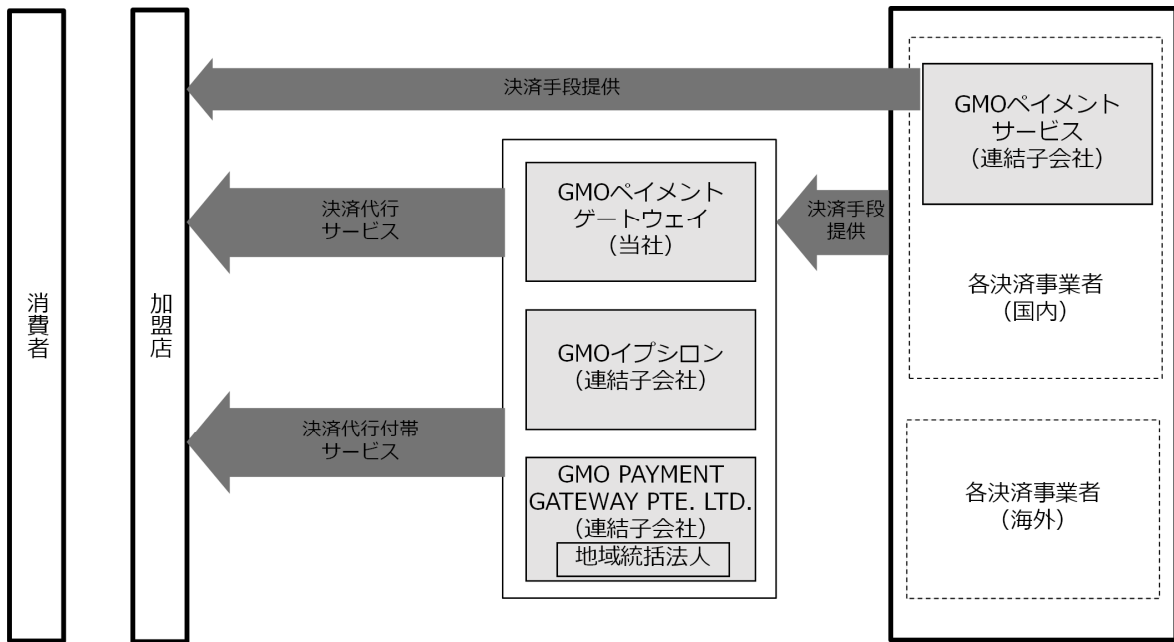 消費者
加盟店
決済手段提供
決済代行
サービス
決済代行付帯
サービス
GMOペイメント
ゲートウェイ
（当社）
GMOイプシロン
（連結子会社）
GMO PAYMENT
GATEWAY PTE. LTD.
（連結子会社）
地域統括法人
決済手段
提供
GMOペイメント
サービス
（連結子会社）
各決済事業者
（国内）
各決済事業者
（海外）